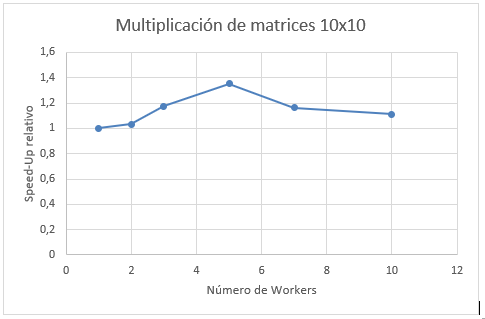 Multiplicación de matrices 10x10
1,6
1,4
1,2
1
0,8
0,6
0,4
0,2
0
Speed-Up relativo
0 2 4 6 8 10 12
Número de Workers